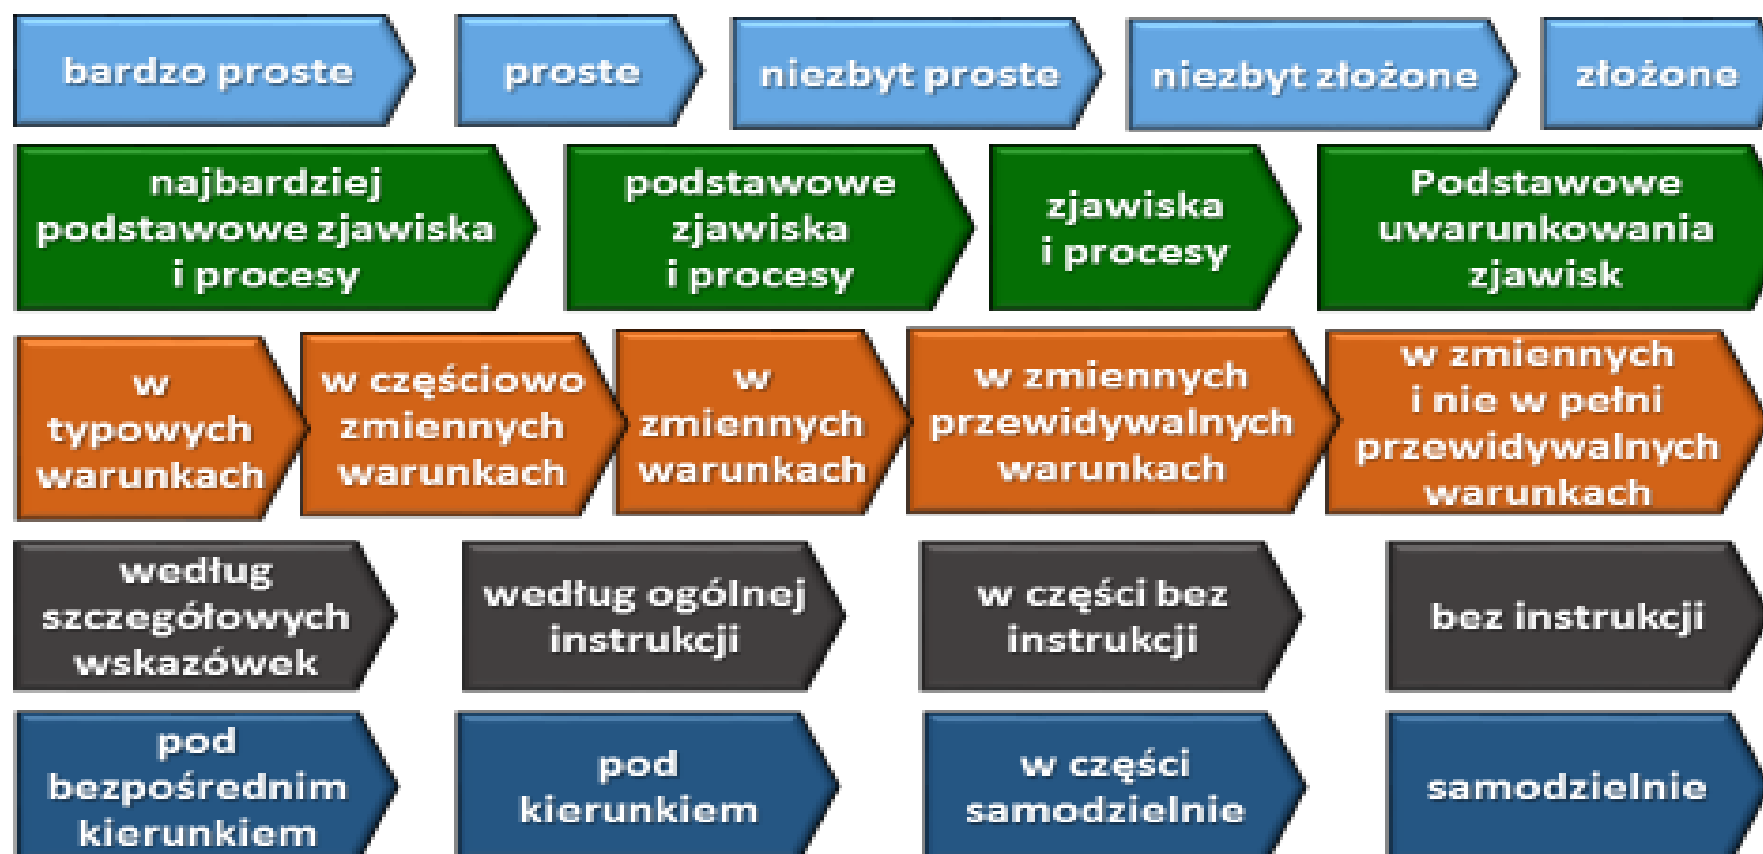 bardzo proste
proste
niezbyt proste
niezbyt złożone
złożone
najbardziej
podstawowe zjawiska
i procesy
podstawowe
zjawiska
i procesy
zjawiska
i procesy
Podstawowe
uwarunkowania
zjawisk
w
typowych
warunkach
w częściowo
zmiennych
warunkach
w
zmiennych
warunkach
w zmiennych
przewidywalnych
warunkach
w zmiennych
i nie w pełni
przewidywalnych
warunkach
według
szczegółowych
wskazówek
według ogólnej
instrukcji
w części bez
instrukcji
bez instrukcji
pod
bezpośrednim
kierunkiem
pod
kierunkiem
w części
samodzielnie
samodzielnie